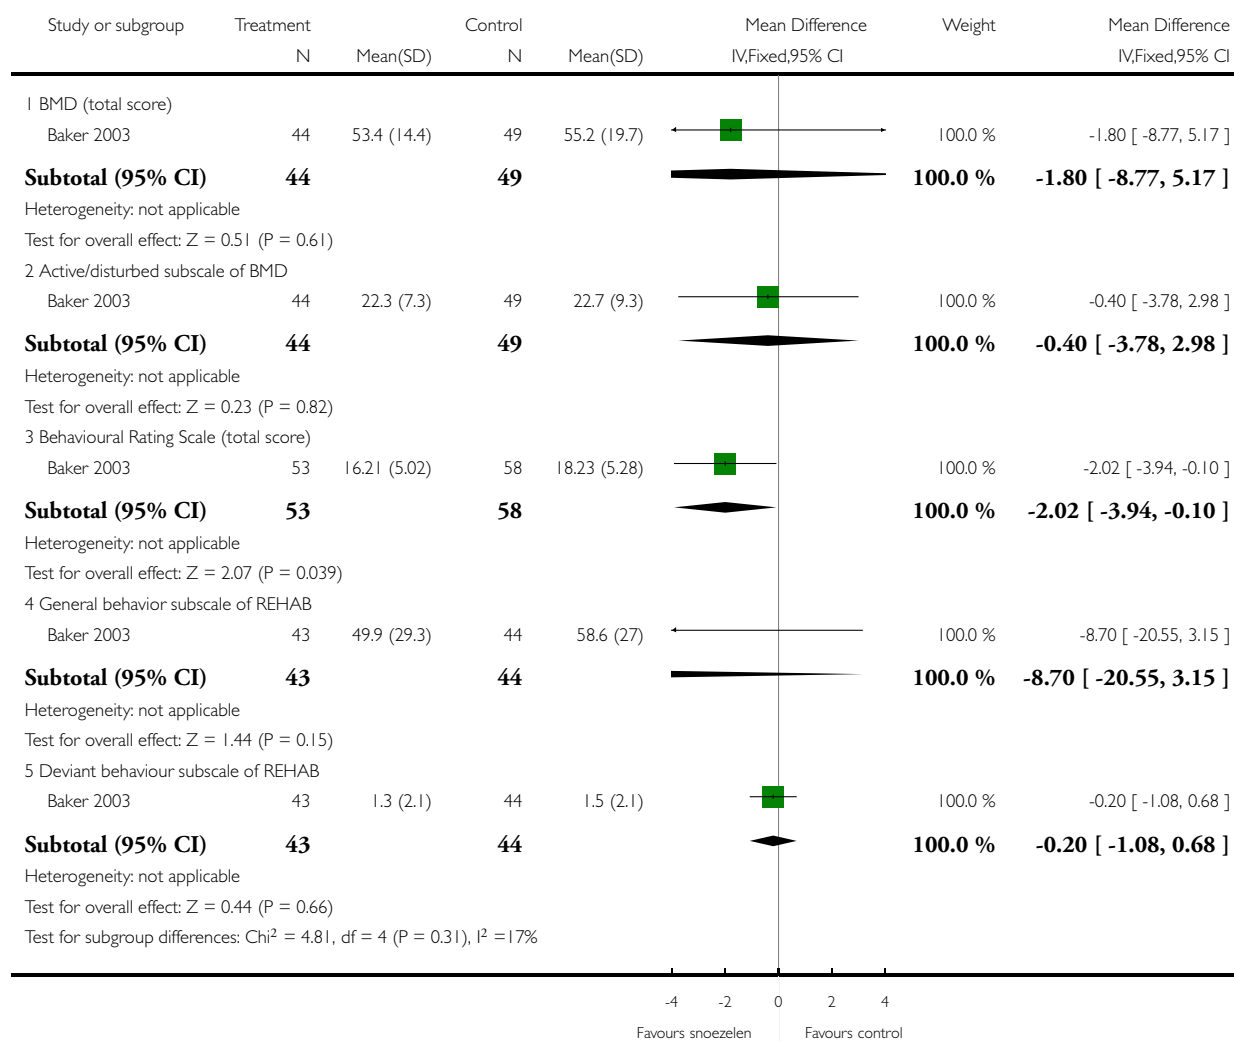 Study or subgroup Treatment Control Mean Difference Weight Mean Difference
N Mean(SD) N Mean(SD) IV,Fixed,95% CI IV,Fixed,95% CI
1 BMD (total score)
Baker 2003 44 53.4 (14.4) 49 55.2 (19.7) 100.0 % -1.80 [ -8.77, 5.17 ]
Subtotal (95% CI) 44 49 100.0 % -1.80 [ -8.77, 5.17 ]
Heterogeneity: not applicable
Test for overall effect: Z = 0.51 (P = 0.61)
2 Active/disturbed subscale of BMD
Baker 2003 44 22.3 (7.3) 49 22.7 (9.3) 100.0 % -0.40 [ -3.78, 2.98 ]
Subtotal (95% CI) 44 49 100.0 % -0.40 [ -3.78, 2.98 ]
Heterogeneity: not applicable
Test for overall effect: Z = 0.23 (P = 0.82)
3 Behavioural Rating Scale (total score)
Baker 2003 53 16.21 (5.02) 58 18.23 (5.28) 100.0 % -2.02 [ -3.94, -0.10 ]
Subtotal (95% CI) 53 58 100.0 % -2.02 [ -3.94, -0.10 ]
Heterogeneity: not applicable
Test for overall effect: Z = 2.07 (P = 0.039)
4 General behavior subscale of REHAB
Baker 2003 43 49.9 (29.3) 44 58.6 (27) 100.0 % -8.70 [ -20.55, 3.15 ]
Subtotal (95% CI) 43 44 100.0 % -8.70 [ -20.55, 3.15 ]
Heterogeneity: not applicable
Test for overall effect: Z = 1.44 (P = 0.15)
5 Deviant behaviour subscale of REHAB
Baker 2003 43 1.3 (2.1) 44 1.5 (2.1) 100.0 % -0.20 [ -1.08, 0.68 ]
Subtotal (95% CI) 43 44 100.0 % -0.20 [ -1.08, 0.68 ]
Heterogeneity: not applicable
Test for overall effect: Z = 0.44 (P = 0.66)
Test for subgroup differences: Chi² = 4.81, df = 4 (P = 0.31), I² =17%
-4 -2 0 2 4
Favours snoezelen Favours control